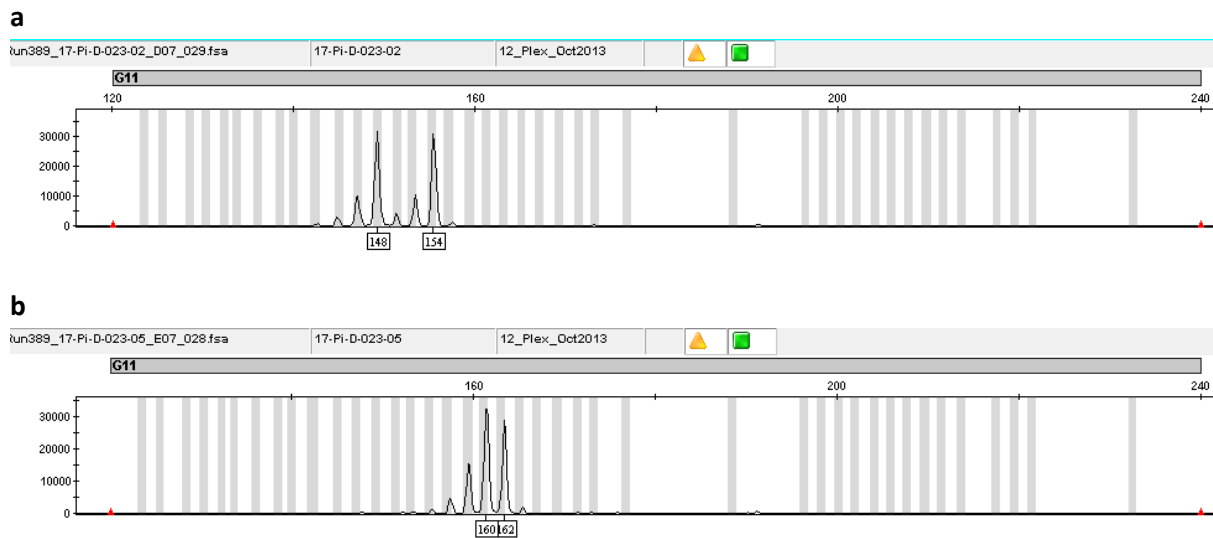 a
Run389_17-Pi-D-023-02_D07_029.fsa 17-Pi-D-023-02 12_Plex_Oct2013
G11
120 160 200 240
30000
20000
10000
0
148 154
b
Run389_17-Pi-D-023-05_E07_028.fsa 17-Pi-D-023-05 12_Plex_Oct2013
G11
160 200 240
30000
20000
10000
0
160 162